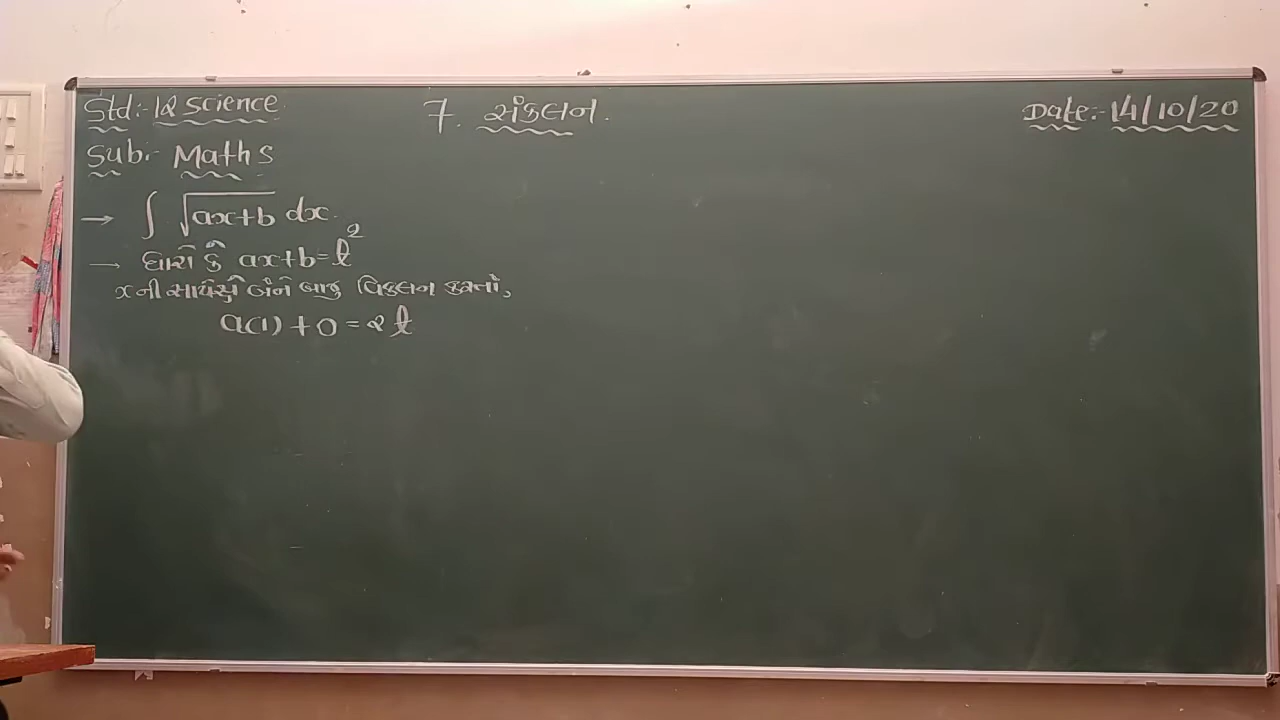 Std:- 12 Science
7. સંકલન.
Date:- 14/10/20
Sub:- Maths
→ ∫ √ax+b dx.
→ ધારો કે ax+b=t²
x ની સાપેક્ષે બંને બાજુ વિકલન કરતાં,
a(1) + 0 = 2t